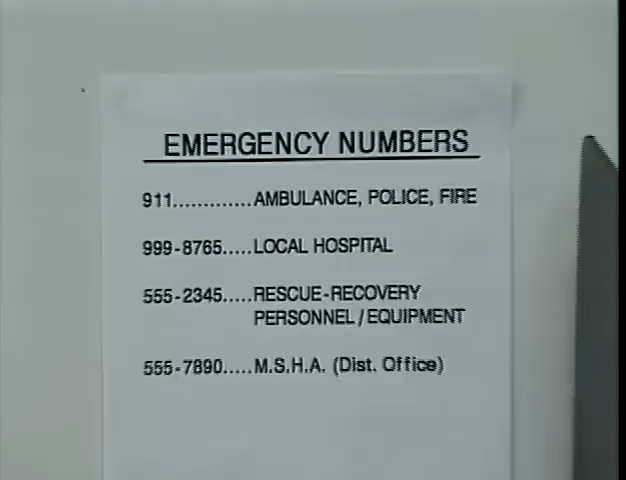 EMERGENCY NUMBERS
911.............AMBULANCE, POLICE, FIRE
999-8765.....LOCAL HOSPITAL
555-2345.....RESCUE-RECOVERY
PERSONNEL/EQUIPMENT
555-7890.....M.S.H.A. (Dist. Office)